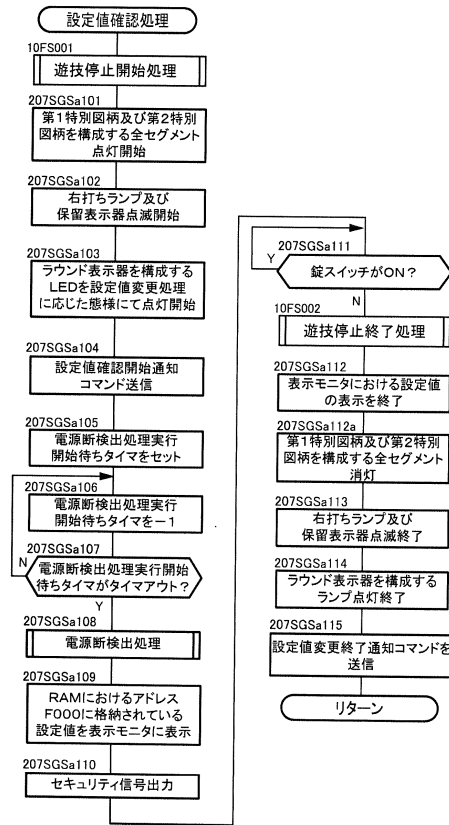 設定値確認処理
10FS001
遊技停止開始処理
207SGSa101
第1特別図柄及び第2特別
図柄を構成する全セグメント
点灯開始
207SGSa102
右打ちランプ及び
保留表示器点滅開始
207SGSa103
ラウンド表示器を構成する
LEDを設定値変更処理
に応じた態様にて点灯開始
207SGSa104
設定値確認開始通知
コマンド送信
207SGSa105
電源断検出処理実行
開始待ちタイマをセット
207SGSa106
電源断検出処理実行
開始待ちタイマを－1
207SGSa107
N
電源断検出処理実行開始
待ちタイマがタイムアウト？
Y
207SGSa108
電源断検出処理
207SGSa109
RAMにおけるアドレス
F000に格納されている
設定値を表示モニタに表示
207SGSa110
セキュリティ信号出力
207SGSa111
Y
錠スイッチがON？
N
10FS002
遊技停止終了処理
207SGSa112
表示モニタにおける設定値
の表示を終了
207SGSa112a
第1特別図柄及び第2特別
図柄を構成する全セグメント
消灯
207SGSa113
右打ちランプ及び
保留表示器点滅終了
207SGSa114
ラウンド表示器を構成する
ランプ点灯終了
207SGSa115
設定値変更終了通知コマンドを
送信
リターン